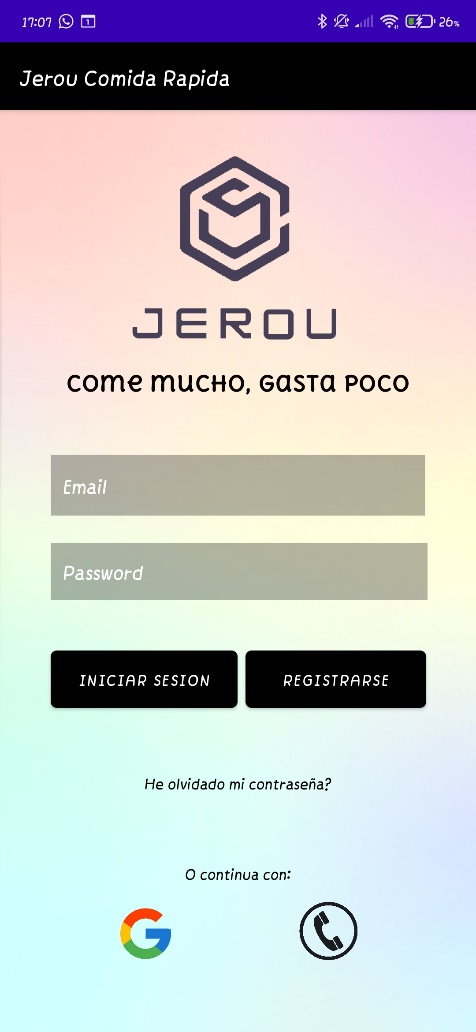 17:07
1
26%
Jerou Comida Rapida
JEROU
come mucho, gasta poco
Email
Password
INICIAR SESION
REGISTRARSE
He olvidado mi contraseña?
O continua con:
G